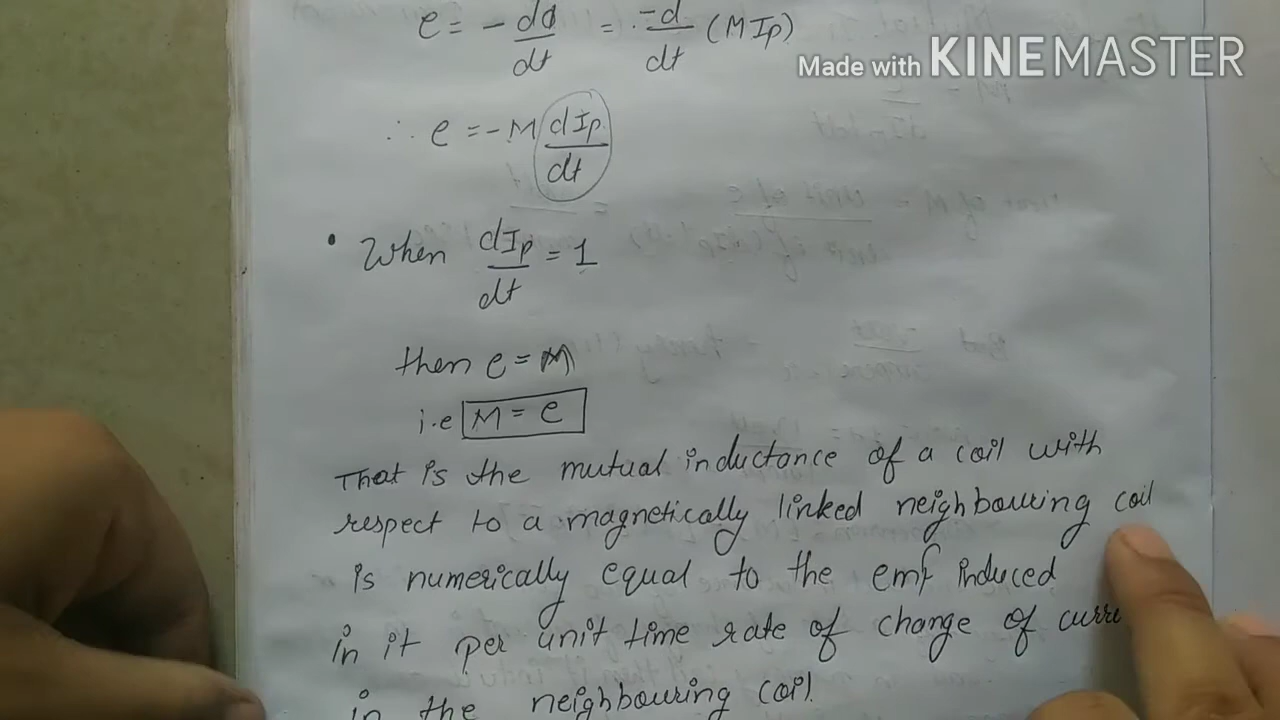 e = - dφ/dt = -d/dt (M Ip)
Made with KINEMASTER
∴ e = -M dIp/dt
• When dIp/dt = 1
then e = M
i.e M = e
That is the mutual inductance of a coil with
respect to a magnetically linked neighbouring coil
is numerically equal to the emf induced
in it per unit time rate of change of curre
in the neighbouring coil.